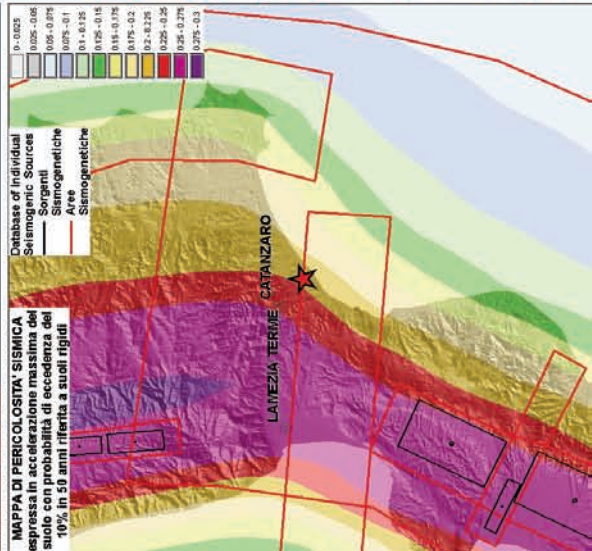 MAPPA DI PERICOLOSITA' SISMICA
espressa in accelerazione massima del
suolo con probabilità di eccedenza del
10% in 50 anni riferita a suoli rigidi
Database of Individual
Seismogenic Sources
Sorgenti
Sismogenetiche
Aree
Sismogenetiche
0 - 0.025
0.025 - 0.05
0.05 - 0.075
0.075 - 0.1
0.1 - 0.125
0.125 - 0.15
0.15 - 0.175
0.175 - 0.2
0.2 - 0.225
0.225 - 0.25
0.25 - 0.275
0.275 - 0.3
LAMEZIA TERME CATANZARO